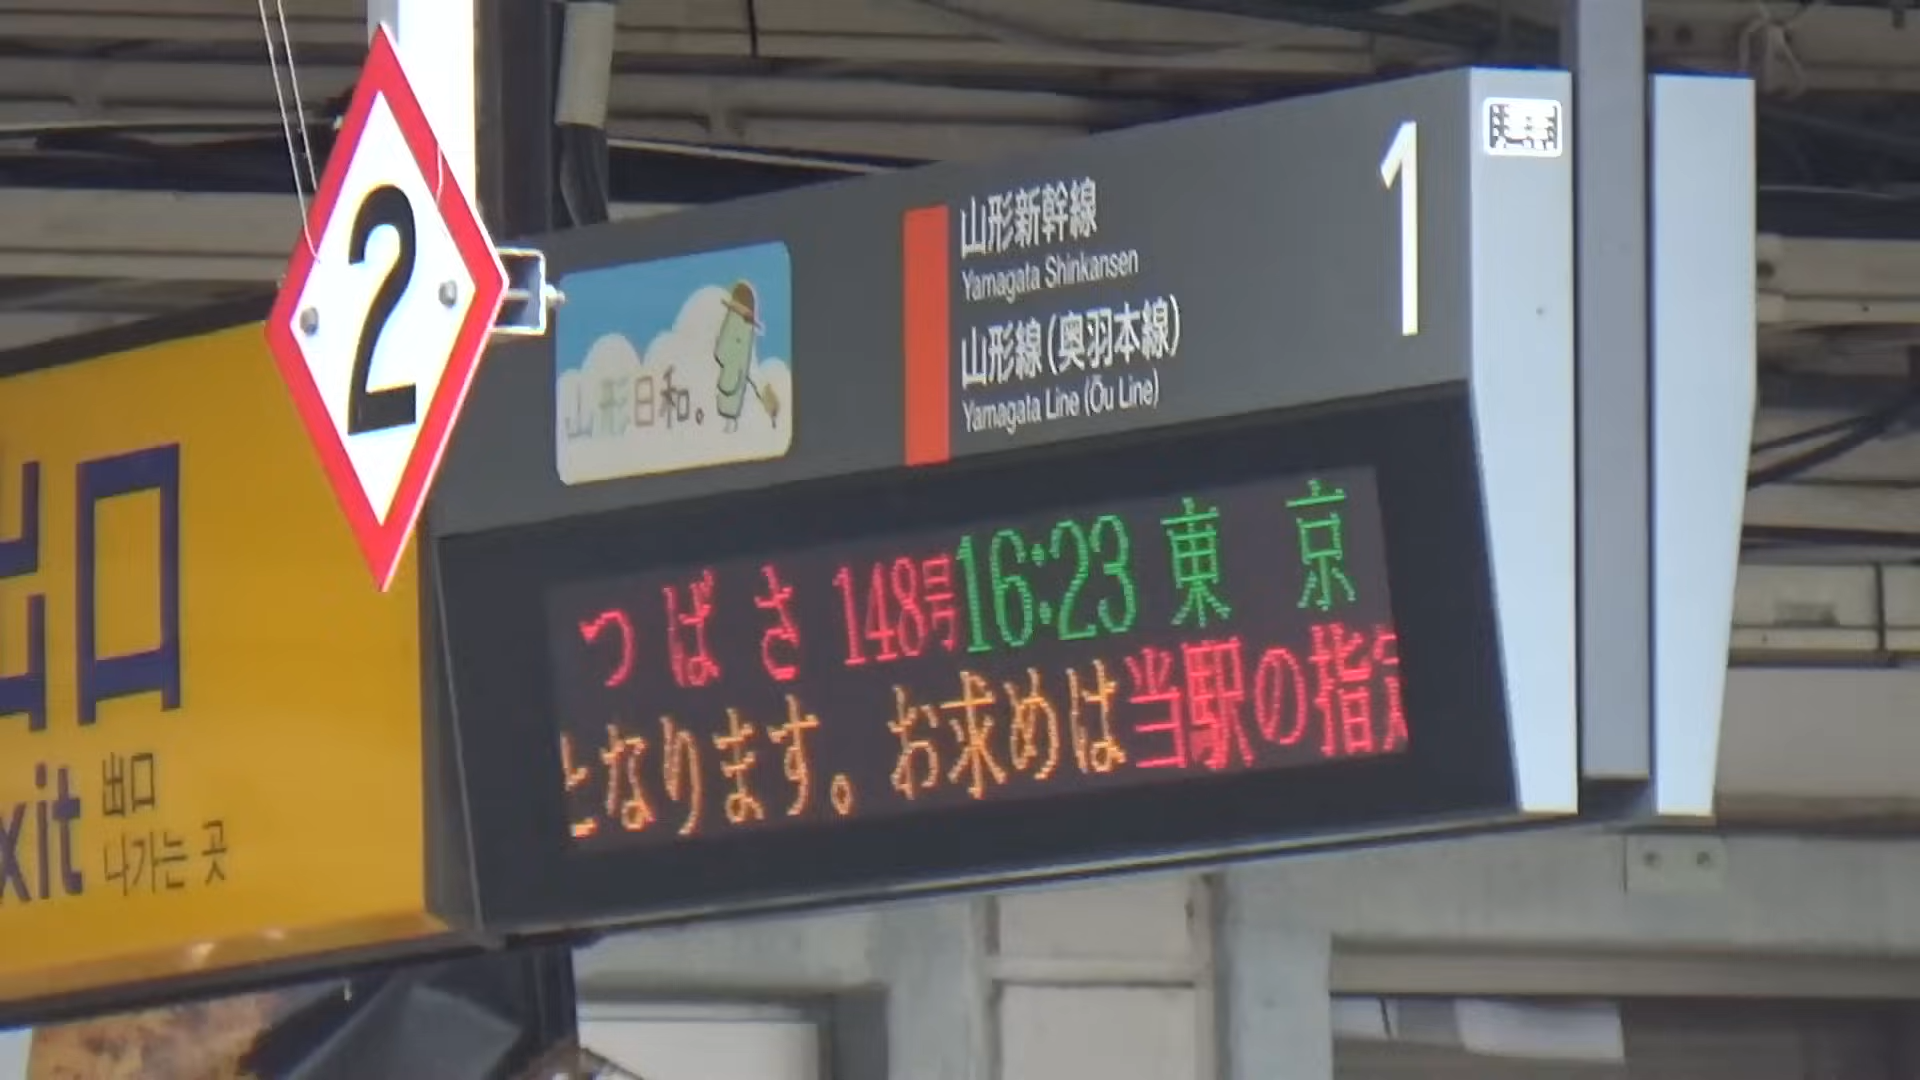 2
山形日和。
山形新幹線
Yamagata Shinkansen
山形線(奥羽本線)
Yamagata Line (Ōu Line)
1
つばさ 148号 16:23 東 京
となります。お求めは当駅の指定
出口
xit
出口
나가는 곳